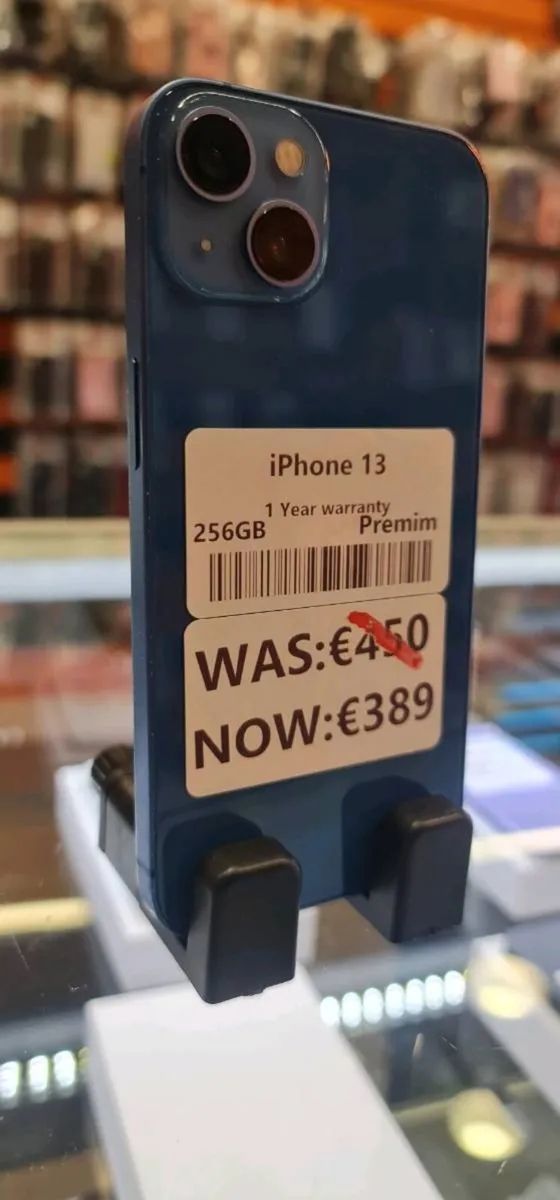 iPhone 13
1 Year warranty
256GB Premim
WAS:€450
NOW:€389